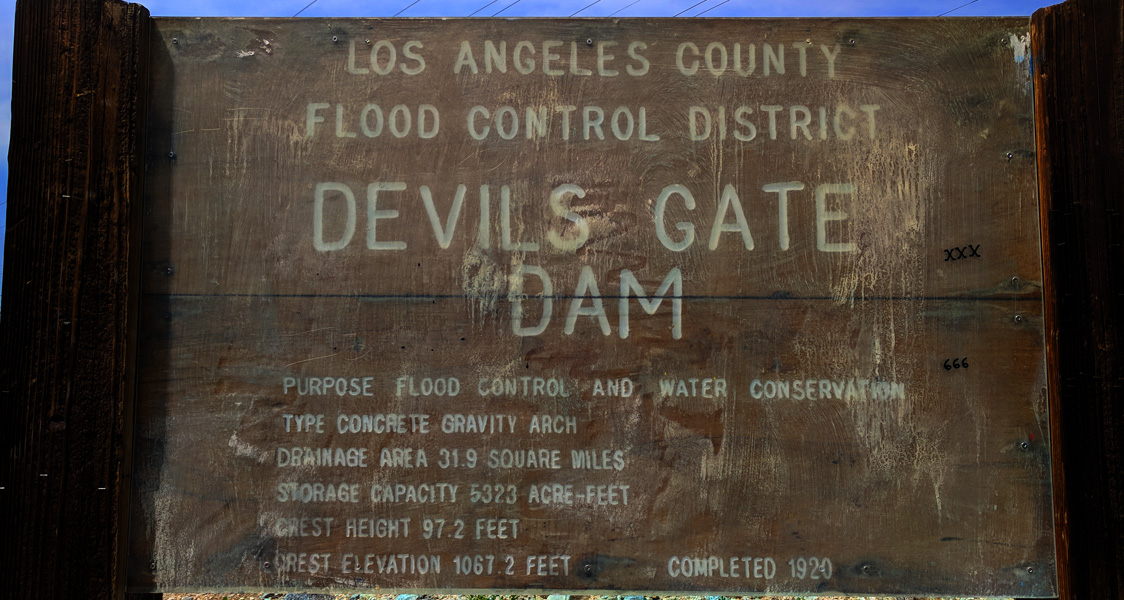 LOS ANGELES COUNTY
FLOOD CONTROL DISTRICT
DEVILS GATE
DAM
XXX
666
PURPOSE FLOOD CONTROL AND WATER CONSERVATION
TYPE CONCRETE GRAVITY ARCH
DRAINAGE AREA 31.9 SQUARE MILES
STORAGE CAPACITY 5323 ACRE-FEET
CREST HEIGHT 97.2 FEET
CREST ELEVATION 1067.2 FEET COMPLETED 1920